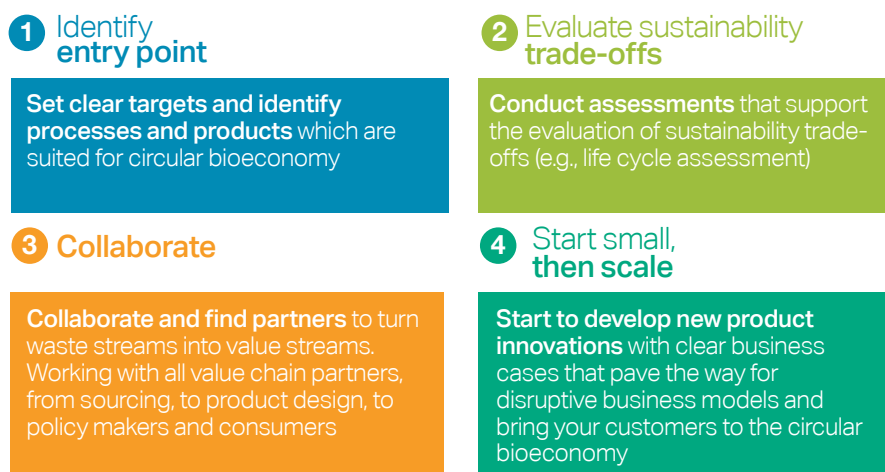 1 Identify
entry point
Set clear targets and identify
processes and products which are
suited for circular bioeconomy
2 Evaluate sustainability
trade-offs
Conduct assessments that support
the evaluation of sustainability trade-
offs (e.g., life cycle assessment)
3 Collaborate
Collaborate and find partners to turn
waste streams into value streams.
Working with all value chain partners,
from sourcing, to product design, to
policy makers and consumers
4 Start small,
then scale
Start to develop new product
innovations with clear business
cases that pave the way for
disruptive business models and
bring your customers to the circular
bioeconomy